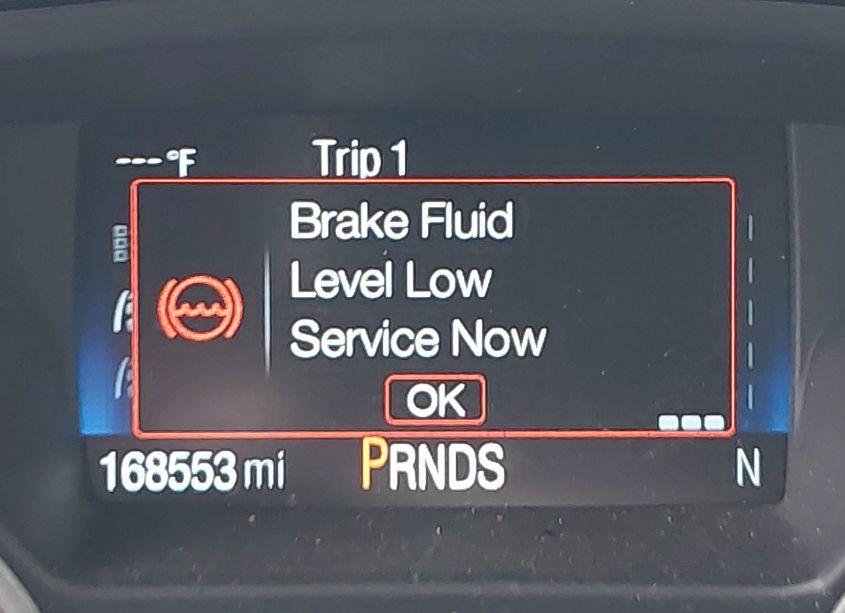 ---°F Trip 1
Brake Fluid
Level Low
Service Now
OK
168553 mi PRNDS N